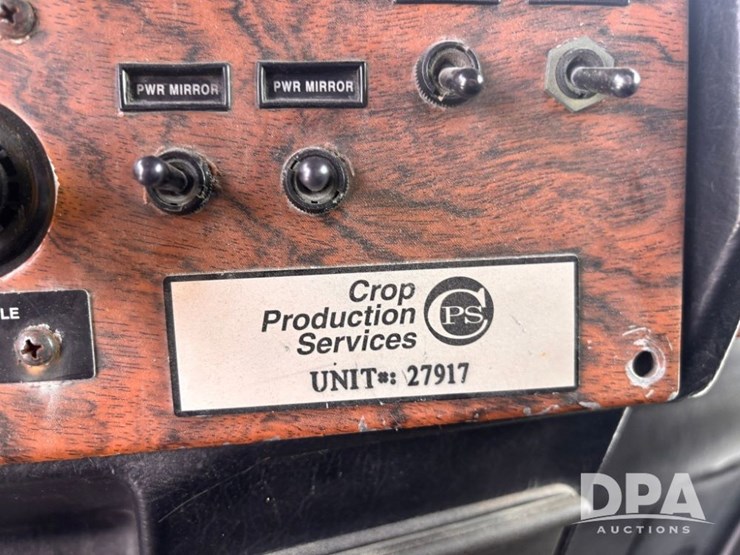 PWR MIRROR PWR MIRROR
LE
Crop
Production
Services
CPS
UNIT#: 27917
DPA
AUCTIONS